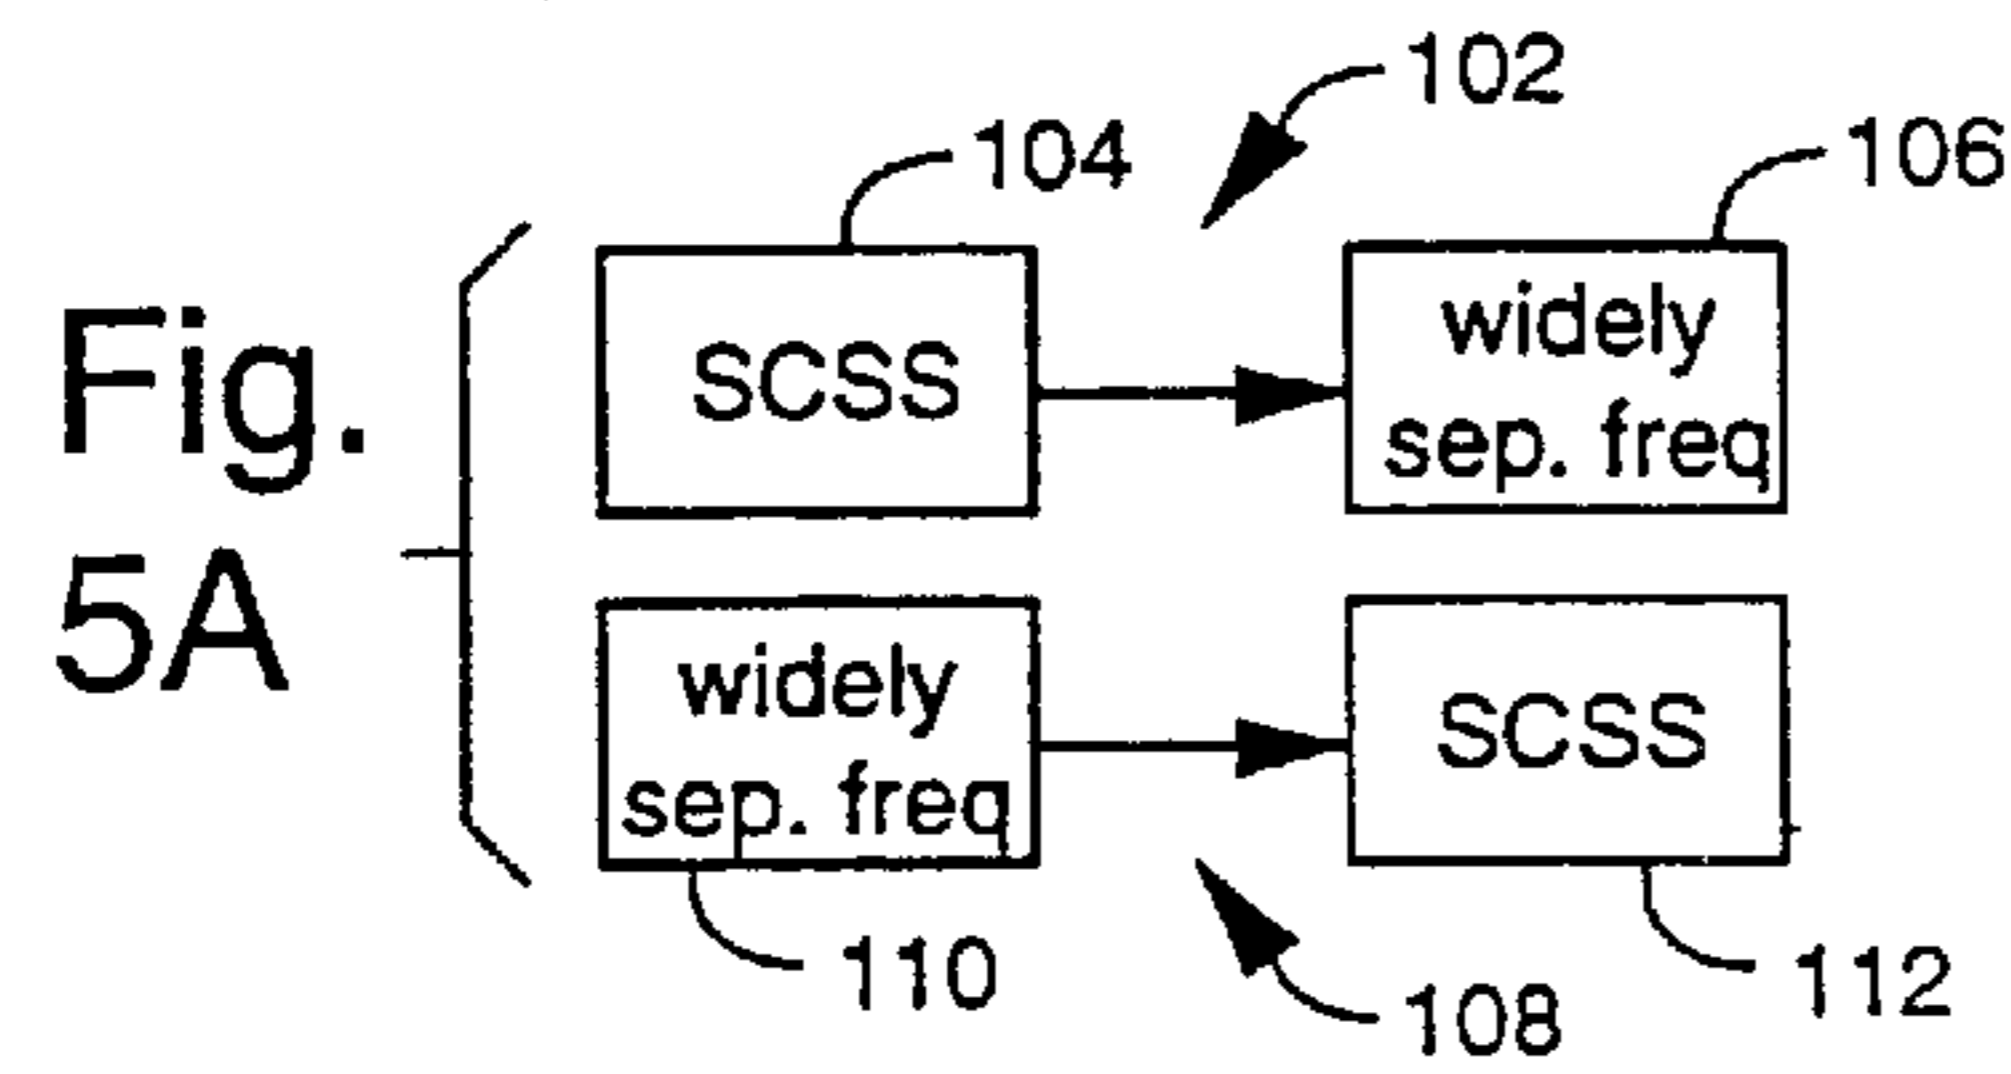 Fig.
5A
102
104
106
SCSS
widely
sep. freq
widely
sep. freq
SCSS
110
108
112